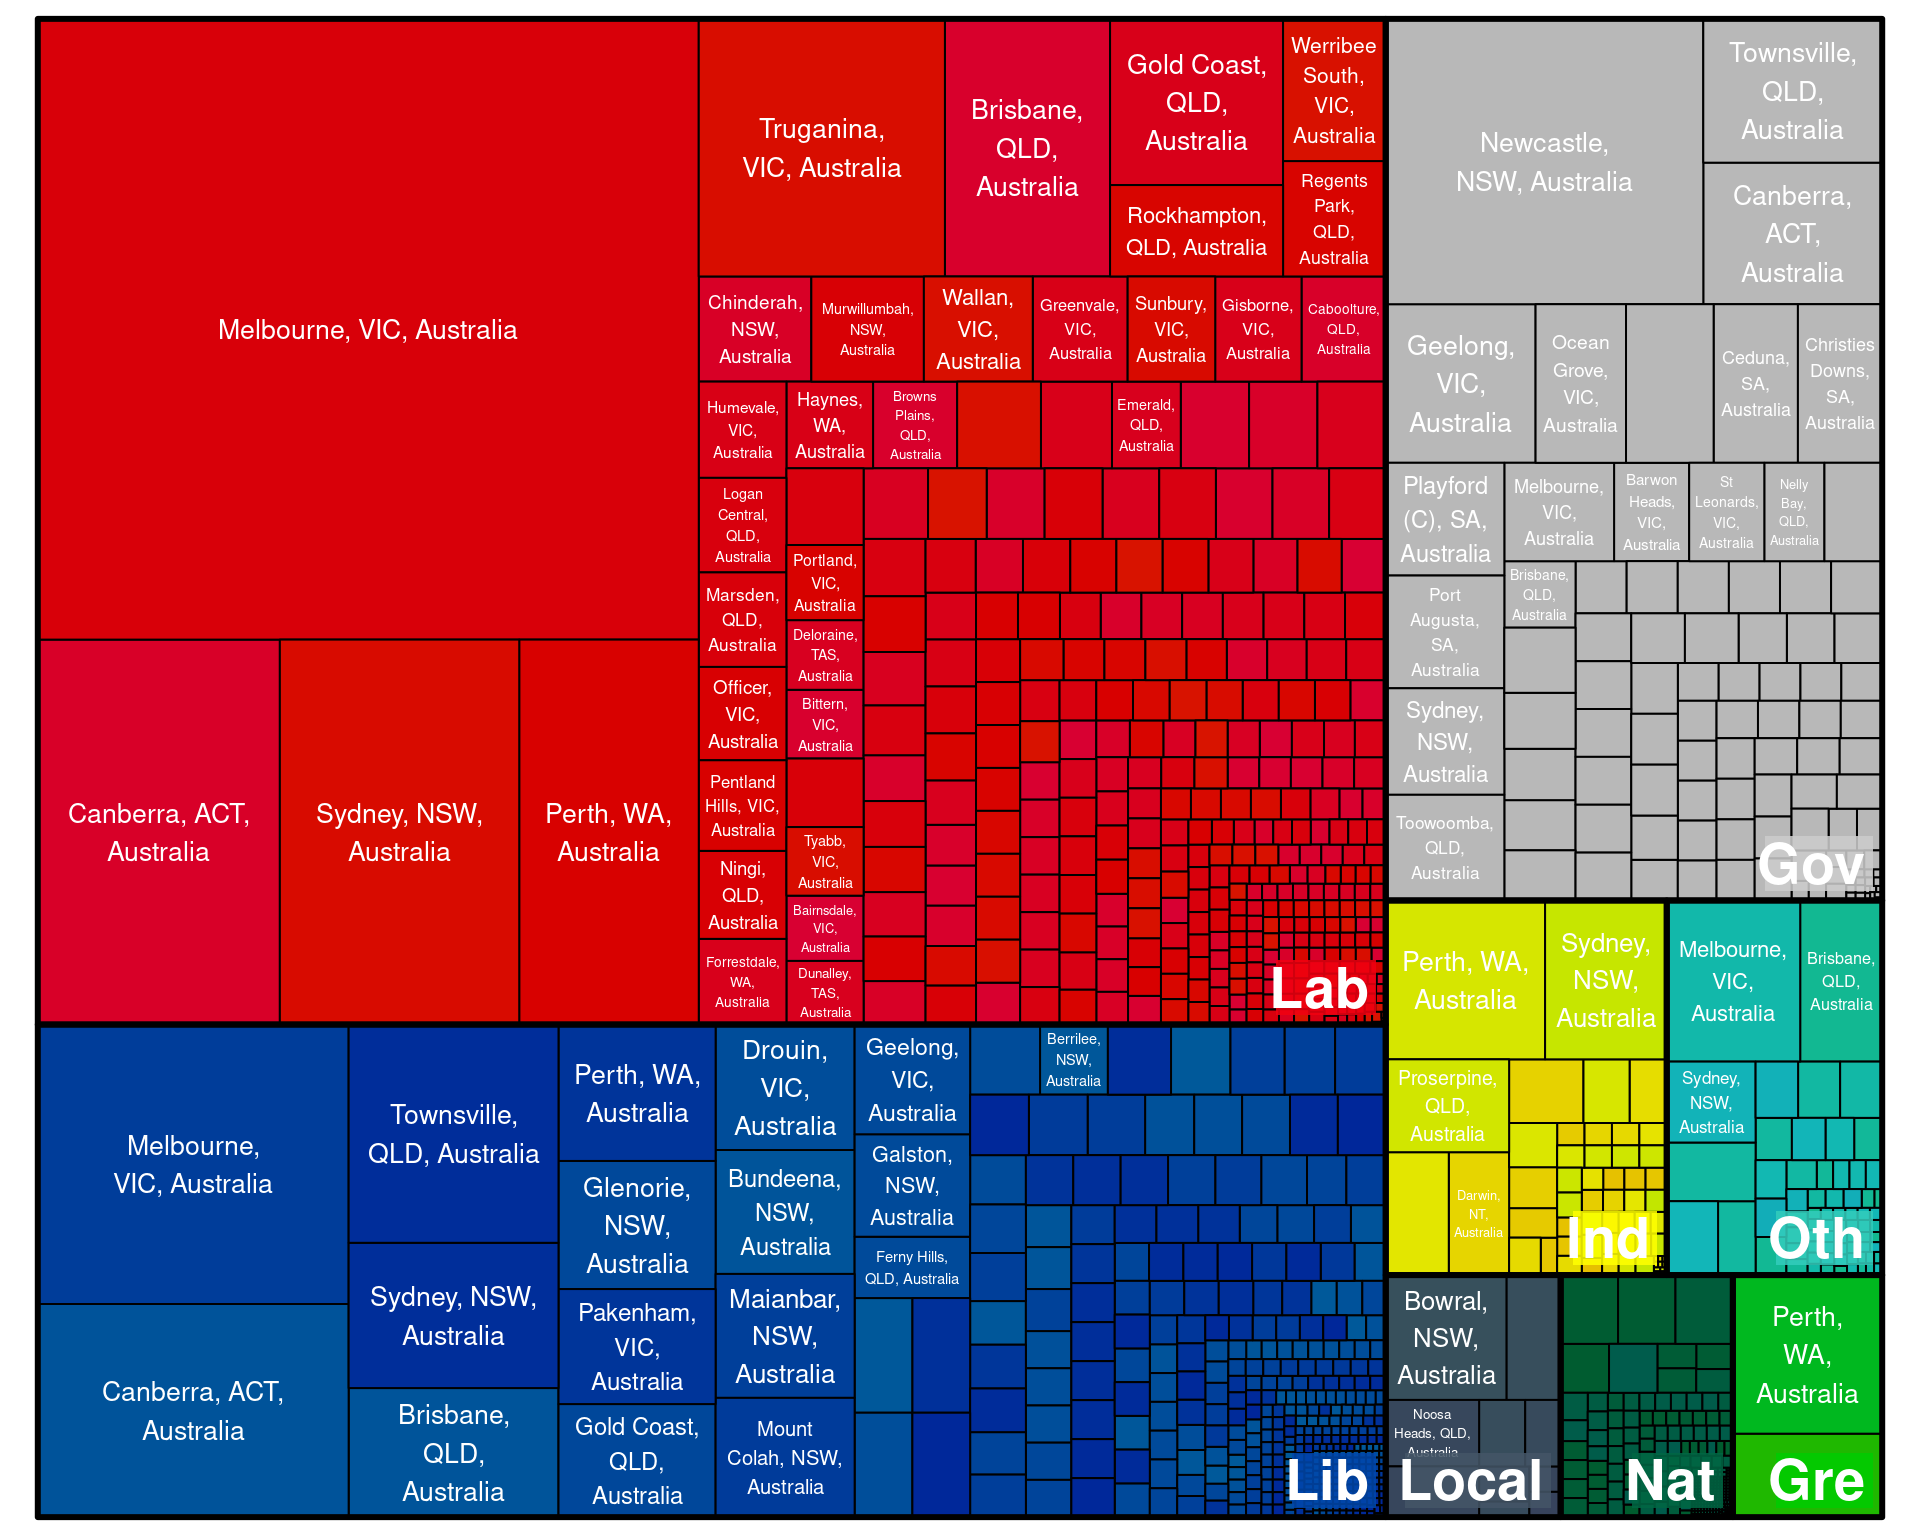 Melbourne, VIC, Australia
Canberra, ACT,
Australia
Sydney, NSW,
Australia
Perth, WA,
Australia
Truganina,
VIC, Australia
Brisbane,
QLD,
Australia
Gold Coast,
QLD,
Australia
Rockhampton,
QLD, Australia
Werribee
South,
VIC,
Australia
Regents
Park,
QLD,
Australia
Chinderah,
NSW,
Australia
Murwillumbah,
NSW,
Australia
Wallan,
VIC,
Australia
Greenvale,
VIC,
Australia
Sunbury,
VIC,
Australia
Gisborne,
VIC,
Australia
Caboolture,
QLD,
Australia
Humevale,
VIC,
Australia
Haynes,
WA,
Australia
Browns
Plains,
QLD,
Australia
Emerald,
QLD,
Australia
Logan
Central,
QLD,
Australia
Marsden,
QLD,
Australia
Officer,
VIC,
Australia
Pentland
Hills, VIC,
Australia
Ningi,
QLD,
Australia
Forrestdale,
WA,
Australia
Portland,
VIC,
Australia
Deloraine,
TAS,
Australia
Bittern,
VIC,
Australia
Tyabb,
VIC,
Australia
Bairnsdale,
VIC,
Australia
Dunalley,
TAS,
Australia
Lab
Newcastle,
NSW, Australia
Townsville,
QLD,
Australia
Canberra,
ACT,
Australia
Geelong,
VIC,
Australia
Ocean
Grove,
VIC,
Australia
Ceduna,
SA,
Australia
Christies
Downs,
SA,
Australia
Playford
(C), SA,
Australia
Melbourne,
VIC,
Australia
Barwon
Heads,
VIC,
Australia
St
Leonards,
VIC,
Australia
Nelly
Bay,
QLD,
Australia
Brisbane,
QLD,
Australia
Port
Augusta,
SA,
Australia
Sydney,
NSW,
Australia
Toowoomba,
QLD,
Australia
Gov
Perth, WA,
Australia
Sydney,
NSW,
Australia
Proserpine,
QLD,
Australia
Darwin,
NT,
Australia
Ind
Melbourne,
VIC,
Australia
Brisbane,
QLD,
Australia
Sydney,
NSW,
Australia
Oth
Melbourne,
VIC, Australia
Canberra, ACT,
Australia
Townsville,
QLD, Australia
Sydney, NSW,
Australia
Brisbane,
QLD,
Australia
Perth, WA,
Australia
Glenorie,
NSW,
Australia
Pakenham,
VIC,
Australia
Gold Coast,
QLD,
Australia
Drouin,
VIC,
Australia
Bundeena,
NSW,
Australia
Maianbar,
NSW,
Australia
Mount
Colah, NSW,
Australia
Geelong,
VIC,
Australia
Galston,
NSW,
Australia
Ferny Hills,
QLD, Australia
Berrilee,
NSW,
Australia
Lib
Bowral,
NSW,
Australia
Noosa
Heads, QLD,
Australia
Local
Nat
Perth,
WA,
Australia
Gre